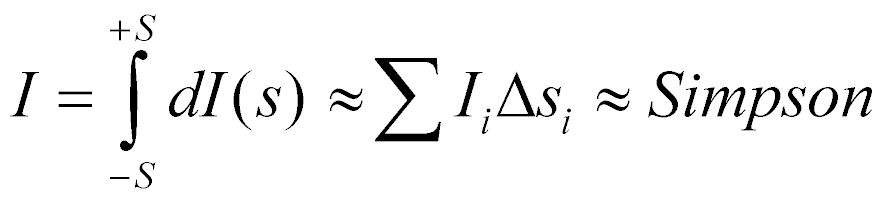 I = ∫_{-S}^{+S} dI(s) ≈ ∑ I_i Δs_i ≈ Simpson